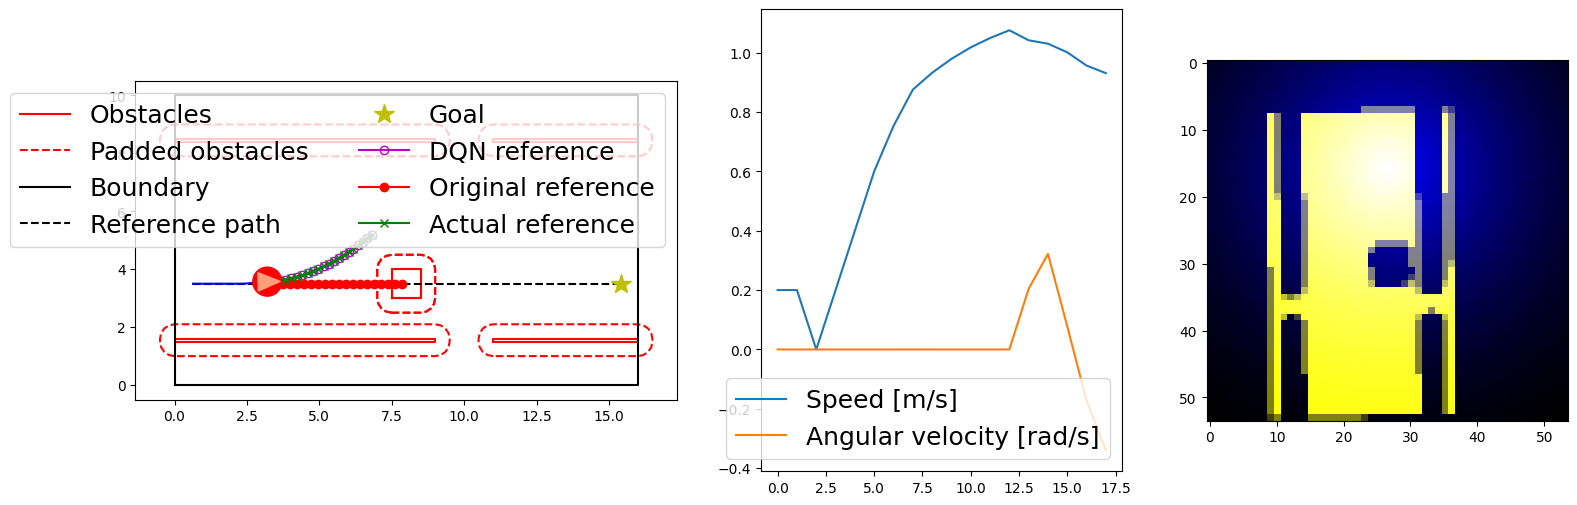 10
6
4
2
0
0.0 2.5 5.0 7.5 10.0 12.5 15.0
Obstacles
Padded obstacles
Boundary
Reference path
Goal
DQN reference
Original reference
Actual reference
1.0
0.8
0.6
0.4
0.2
0.0
−0.2
−0.4
0.0 2.5 5.0 7.5 10.0 12.5 15.0 17.5
Speed [m/s]
Angular velocity [rad/s]
0
10
20
30
40
50
0 10 20 30 40 50